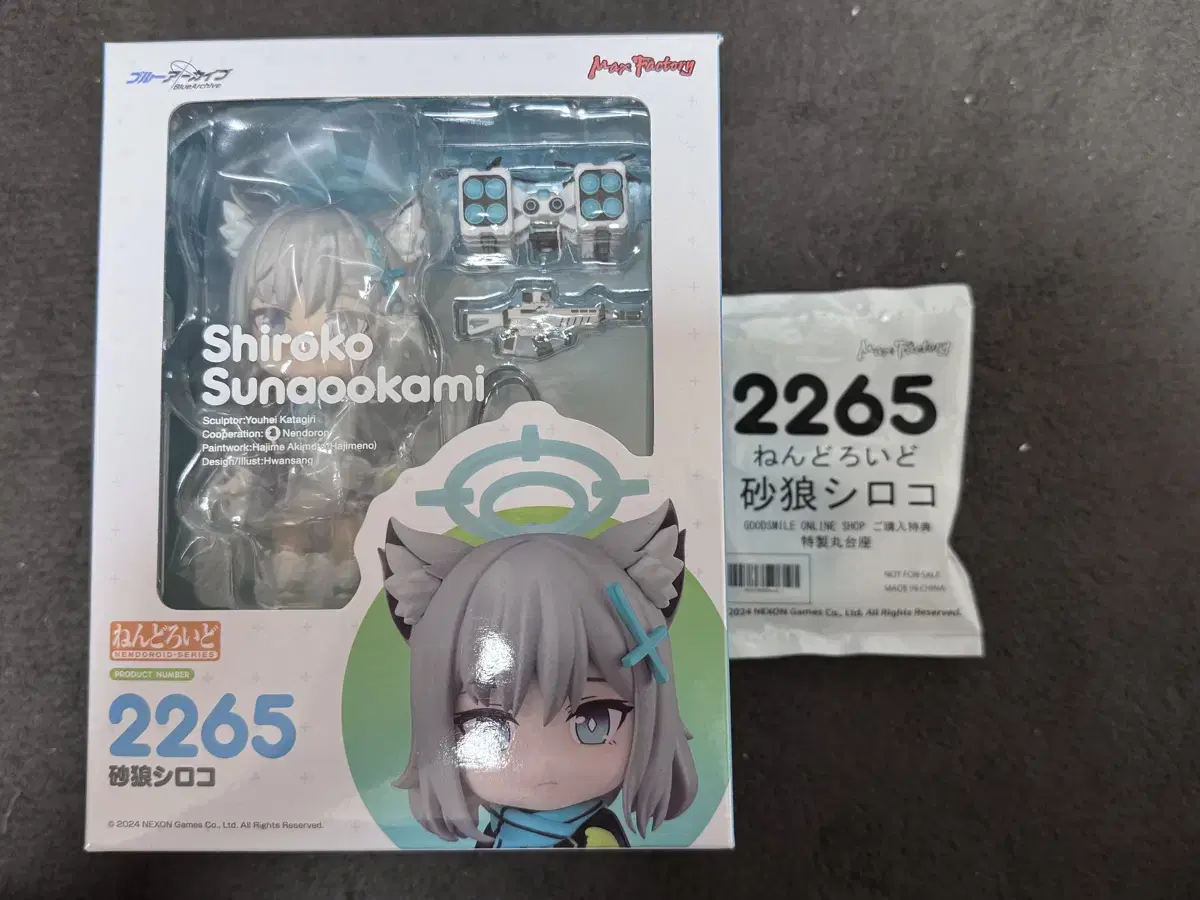 ブルーアーカイブ
BlueArchive
Max Factory
Shiroko
Sunaookami
Sculptor:Youhei Katagiri
Cooperation: Nendoron
Paintwork:Hajime Akimoto(Hajimeno)
Design/Illust:Hwansang
ねんどろいど
NENDOROID-SERIES
PRODUCT NUMBER
2265
砂狼シロコ
© 2024 NEXON Games Co., Ltd. All Rights Reserved.
Max Factory
2265
ねんどろいど
砂狼シロコ
GOODSMILE ONLINE SHOP ご購入特典
特製丸台座
NOT FOR SALE
MADE IN CHINA
2024 NEXON Games Co., Ltd. All Rights Reserved.